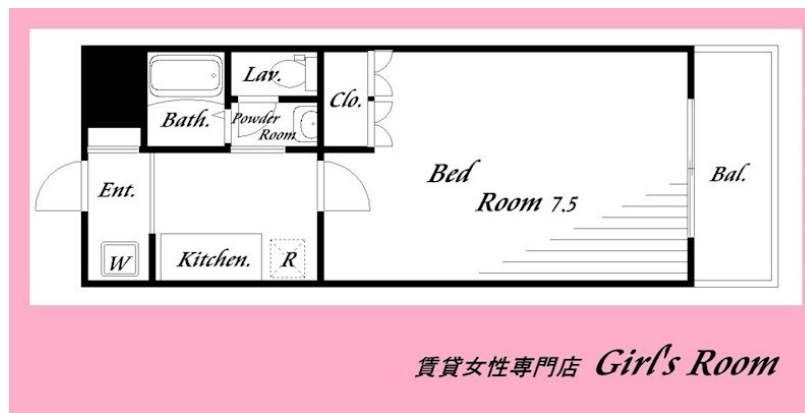 Lav.
Clo.
Bath.
Powder
Room
Bed
Room 7.5
Bal.
Ent.
W
Kitchen.
R
賃貸女性専門店 Girl's Room